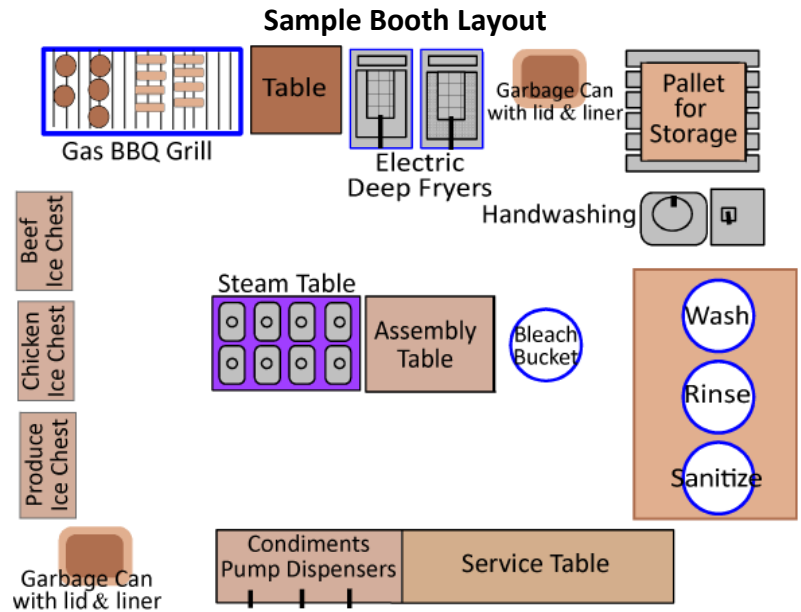 Sample Booth Layout
Table
Gas BBQ Grill
Electric
Deep Fryers
Garbage Can
with lid & liner
Pallet
for
Storage
Handwashing
Beef
Ice Chest
Chicken
Ice Chest
Produce
Ice Chest
Steam Table
Assembly
Table
Bleach
Bucket
Wash
Rinse
Sanitize
Garbage Can
with lid & liner
Condiments
Pump Dispensers
Service Table